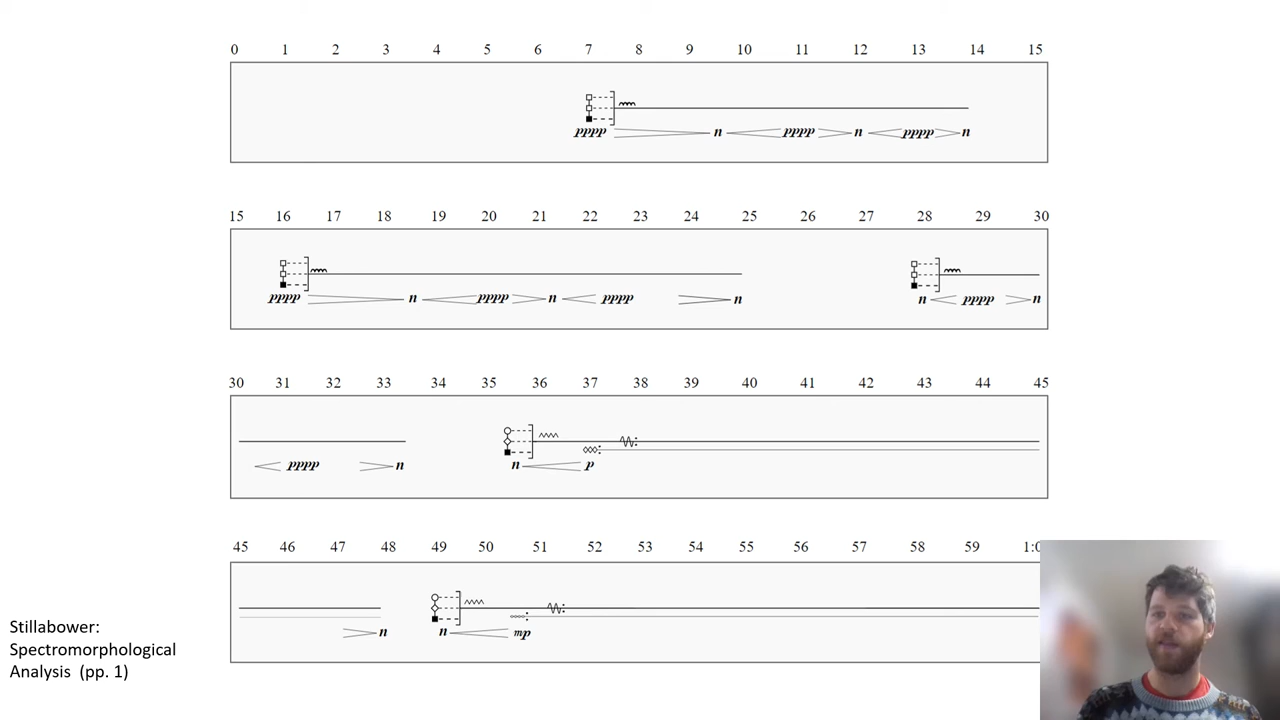 0 1 2 3 4 5 6 7 8 9 10 11 12 13 14 15
pppp n pppp n pppp n
15 16 17 18 19 20 21 22 23 24 25 26 27 28 29 30
pppp n pppp n pppp n n pppp n
30 31 32 33 34 35 36 37 38 39 40 41 42 43 44 45
pppp n n p
45 46 47 48 49 50 51 52 53 54 55 56 57 58 59
n n mp
Stillabower:
Spectromorphological
Analysis (pp. 1)